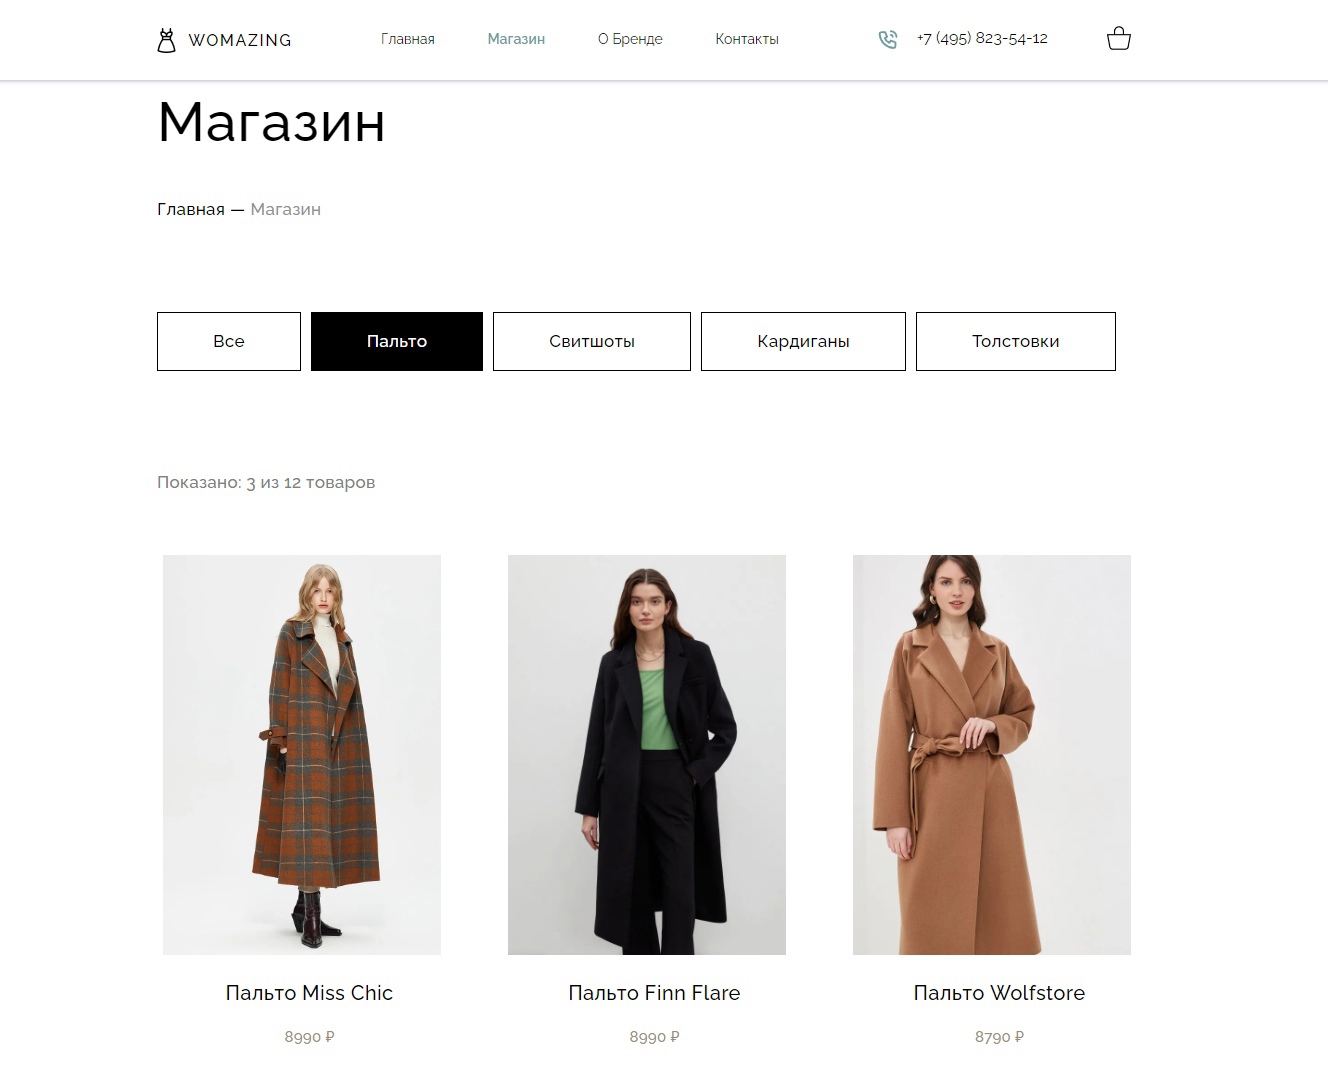 WOMAZING
Главная
Магазин
О Бренде
Контакты
+7 (495) 823-54-12
Магазин
Главная — Магазин
Все
Пальто
Свитшоты
Кардиганы
Толстовки
Показано: 3 из 12 товаров
Пальто Miss Chic
Пальто Finn Flare
Пальто Wolfstore
8990 ₽
8990 ₽
8790 ₽